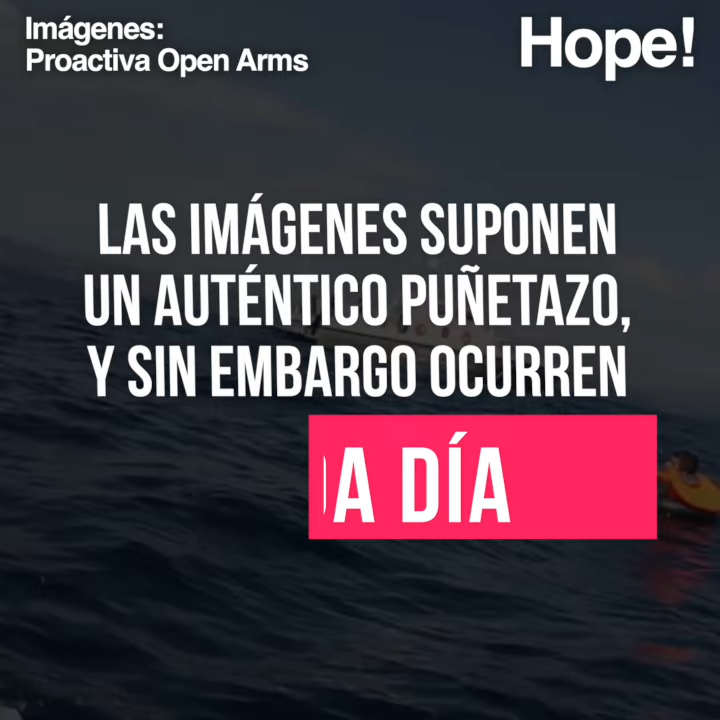 Imágenes:
Proactiva Open Arms
Hope!
LAS IMÁGENES SUPONEN
UN AUTÉNTICO PUÑETAZO,
Y SIN EMBARGO OCURREN
DÍA